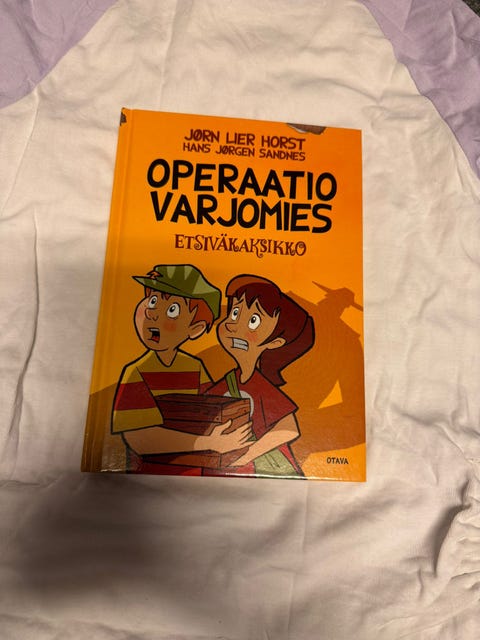 JØRN LIER HORST
HANS JØRGEN SANDNES
OPERAATIO
VARJOMIES
ETSIVÄKAKSIKKO
OTAVA